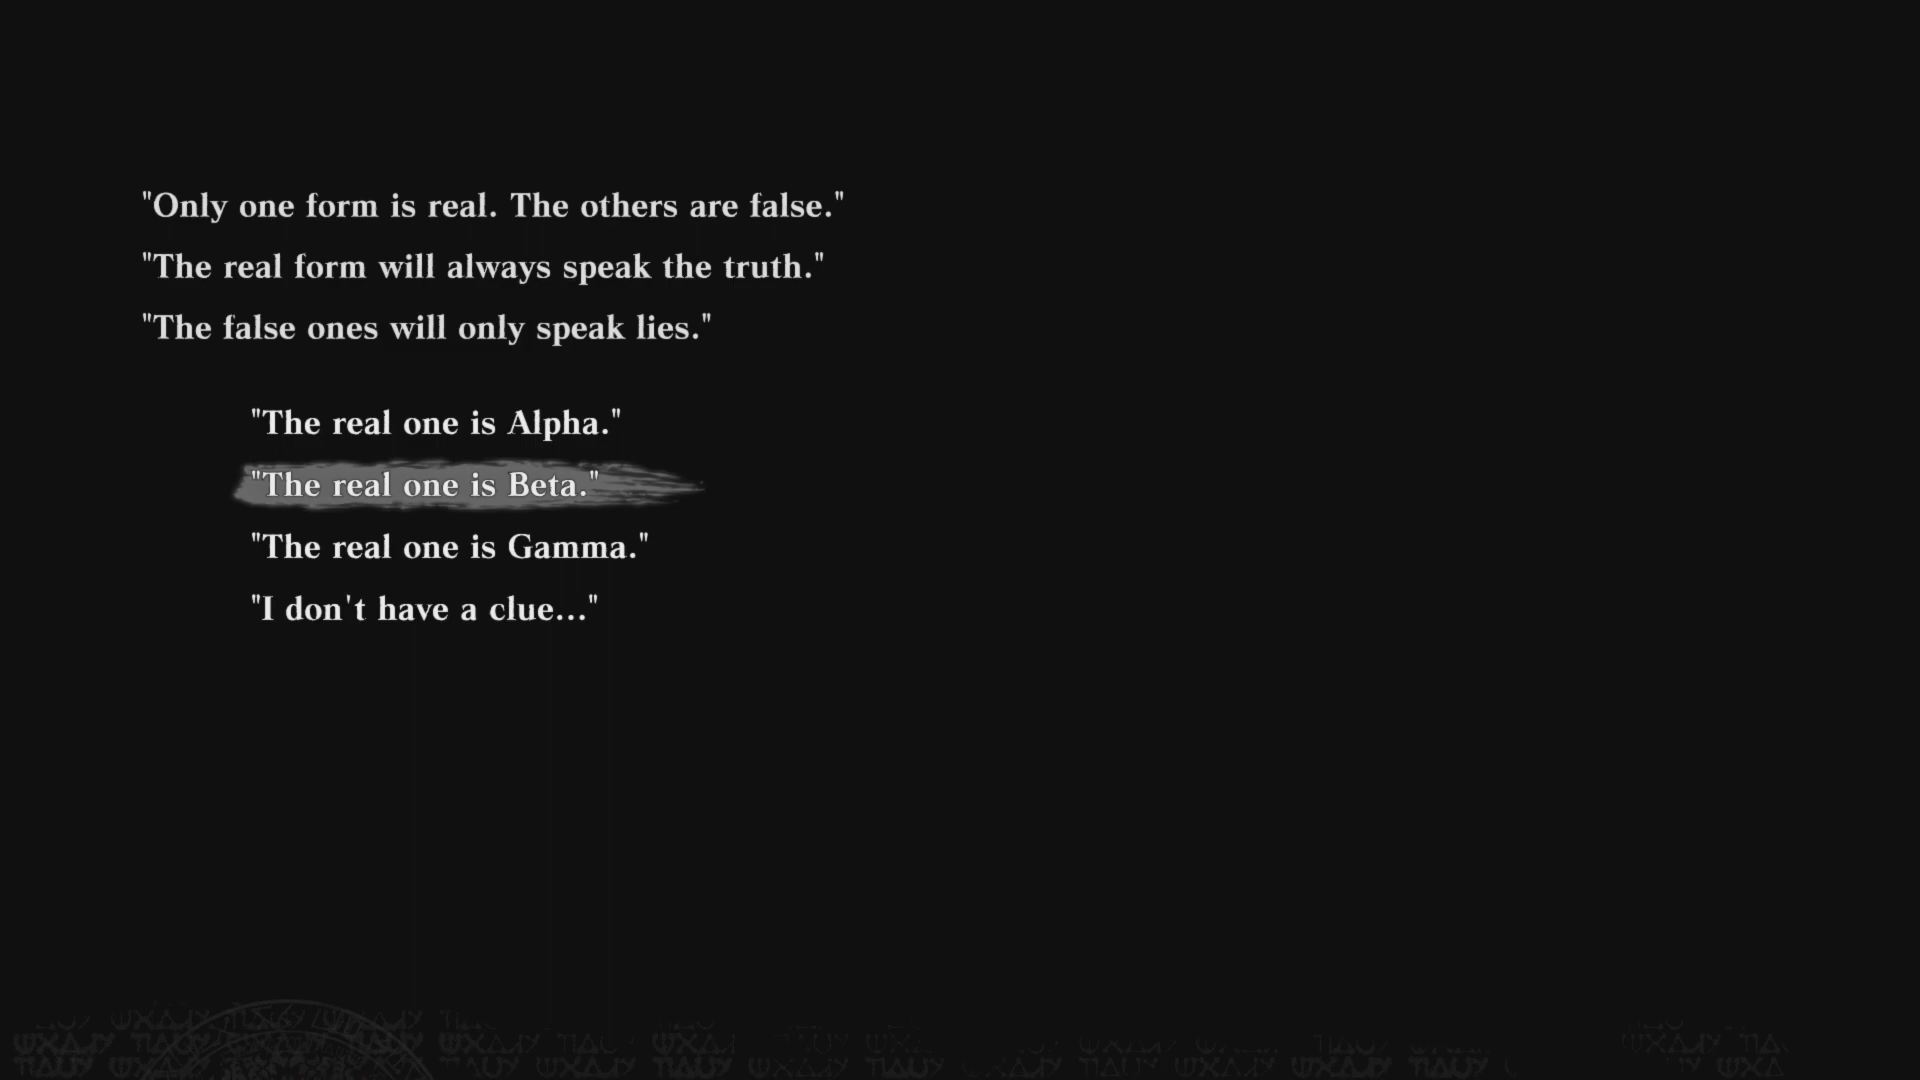 "Only one form is real. The others are false."
"The real form will always speak the truth."
"The false ones will only speak lies."
"The real one is Alpha."
"The real one is Beta."
"The real one is Gamma."
"I don't have a clue..."